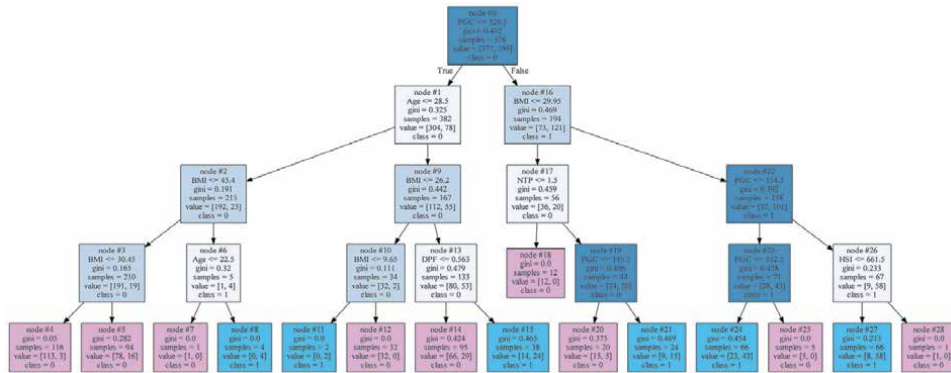 node #0
PGC <= 129.5
samples = 576
class = 0
True
False
node #1
Age <= 28.5
gini = 0.325
samples = 382
value = [304, 78]
class = 0
node #16
BMI <= 29.95
gini = 0.469
samples = 194
value = [73, 121]
class = 1
node #2
BMI <= 45.4
gini = 0.191
samples = 215
value = [192, 23]
class = 0
node #9
BMI <= 26.2
gini = 0.442
samples = 167
value = [112, 55]
class = 0
node #17
NTP <= 1.5
gini = 0.459
samples = 56
value = [36, 20]
class = 0
node #22
PGC <= 154.5
gini = 0.392
samples = 138
value = [37, 101]
class = 1
node #3
BMI <= 30.45
gini = 0.165
samples = 210
value = [191, 19]
class = 0
node #6
Age <= 22.5
gini = 0.32
samples = 5
value = [1, 4]
class = 1
node #10
BMI <= 9.65
gini = 0.111
samples = 34
value = [32, 2]
class = 0
node #13
DPF <= 0.563
gini = 0.479
samples = 133
value = [80, 53]
class = 0
node #18
gini = 0.0
samples = 12
value = [12, 0]
class = 0
node #19
gini = 0.496
samples = 44
value = [24, 20]
class = 0
node #23
gini = 0.478
samples = 71
value = [28, 43]
class = 1
node #26
HSI <= 661.5
gini = 0.233
samples = 67
value = [9, 58]
class = 1
node #4
gini = 0.05
samples = 116
value = [113, 3]
class = 0
node #5
gini = 0.282
samples = 94
value = [78, 16]
class = 0
node #7
gini = 0.0
samples = 1
value = [1, 0]
class = 0
node #8
gini = 0.0
samples = 4
value = [0, 4]
class = 1
node #11
gini = 0.0
samples = 2
value = [0, 2]
class = 1
node #12
gini = 0.0
samples = 32
value = [32, 0]
class = 0
node #14
gini = 0.424
samples = 95
value = [66, 29]
class = 0
node #15
gini = 0.465
samples = 38
value = [14, 24]
class = 1
node #20
gini = 0.375
samples = 20
value = [15, 5]
class = 0
node #21
gini = 0.469
samples = 24
value = [9, 15]
class = 1
node #24
gini = 0.454
samples = 66
value = [23, 43]
class = 1
node #25
gini = 0.0
samples = 5
value = [5, 0]
class = 0
node #27
gini = 0.213
samples = 66
value = [8, 58]
class = 1
node #28
gini = 0.0
samples = 1
value = [1, 0]
class = 0